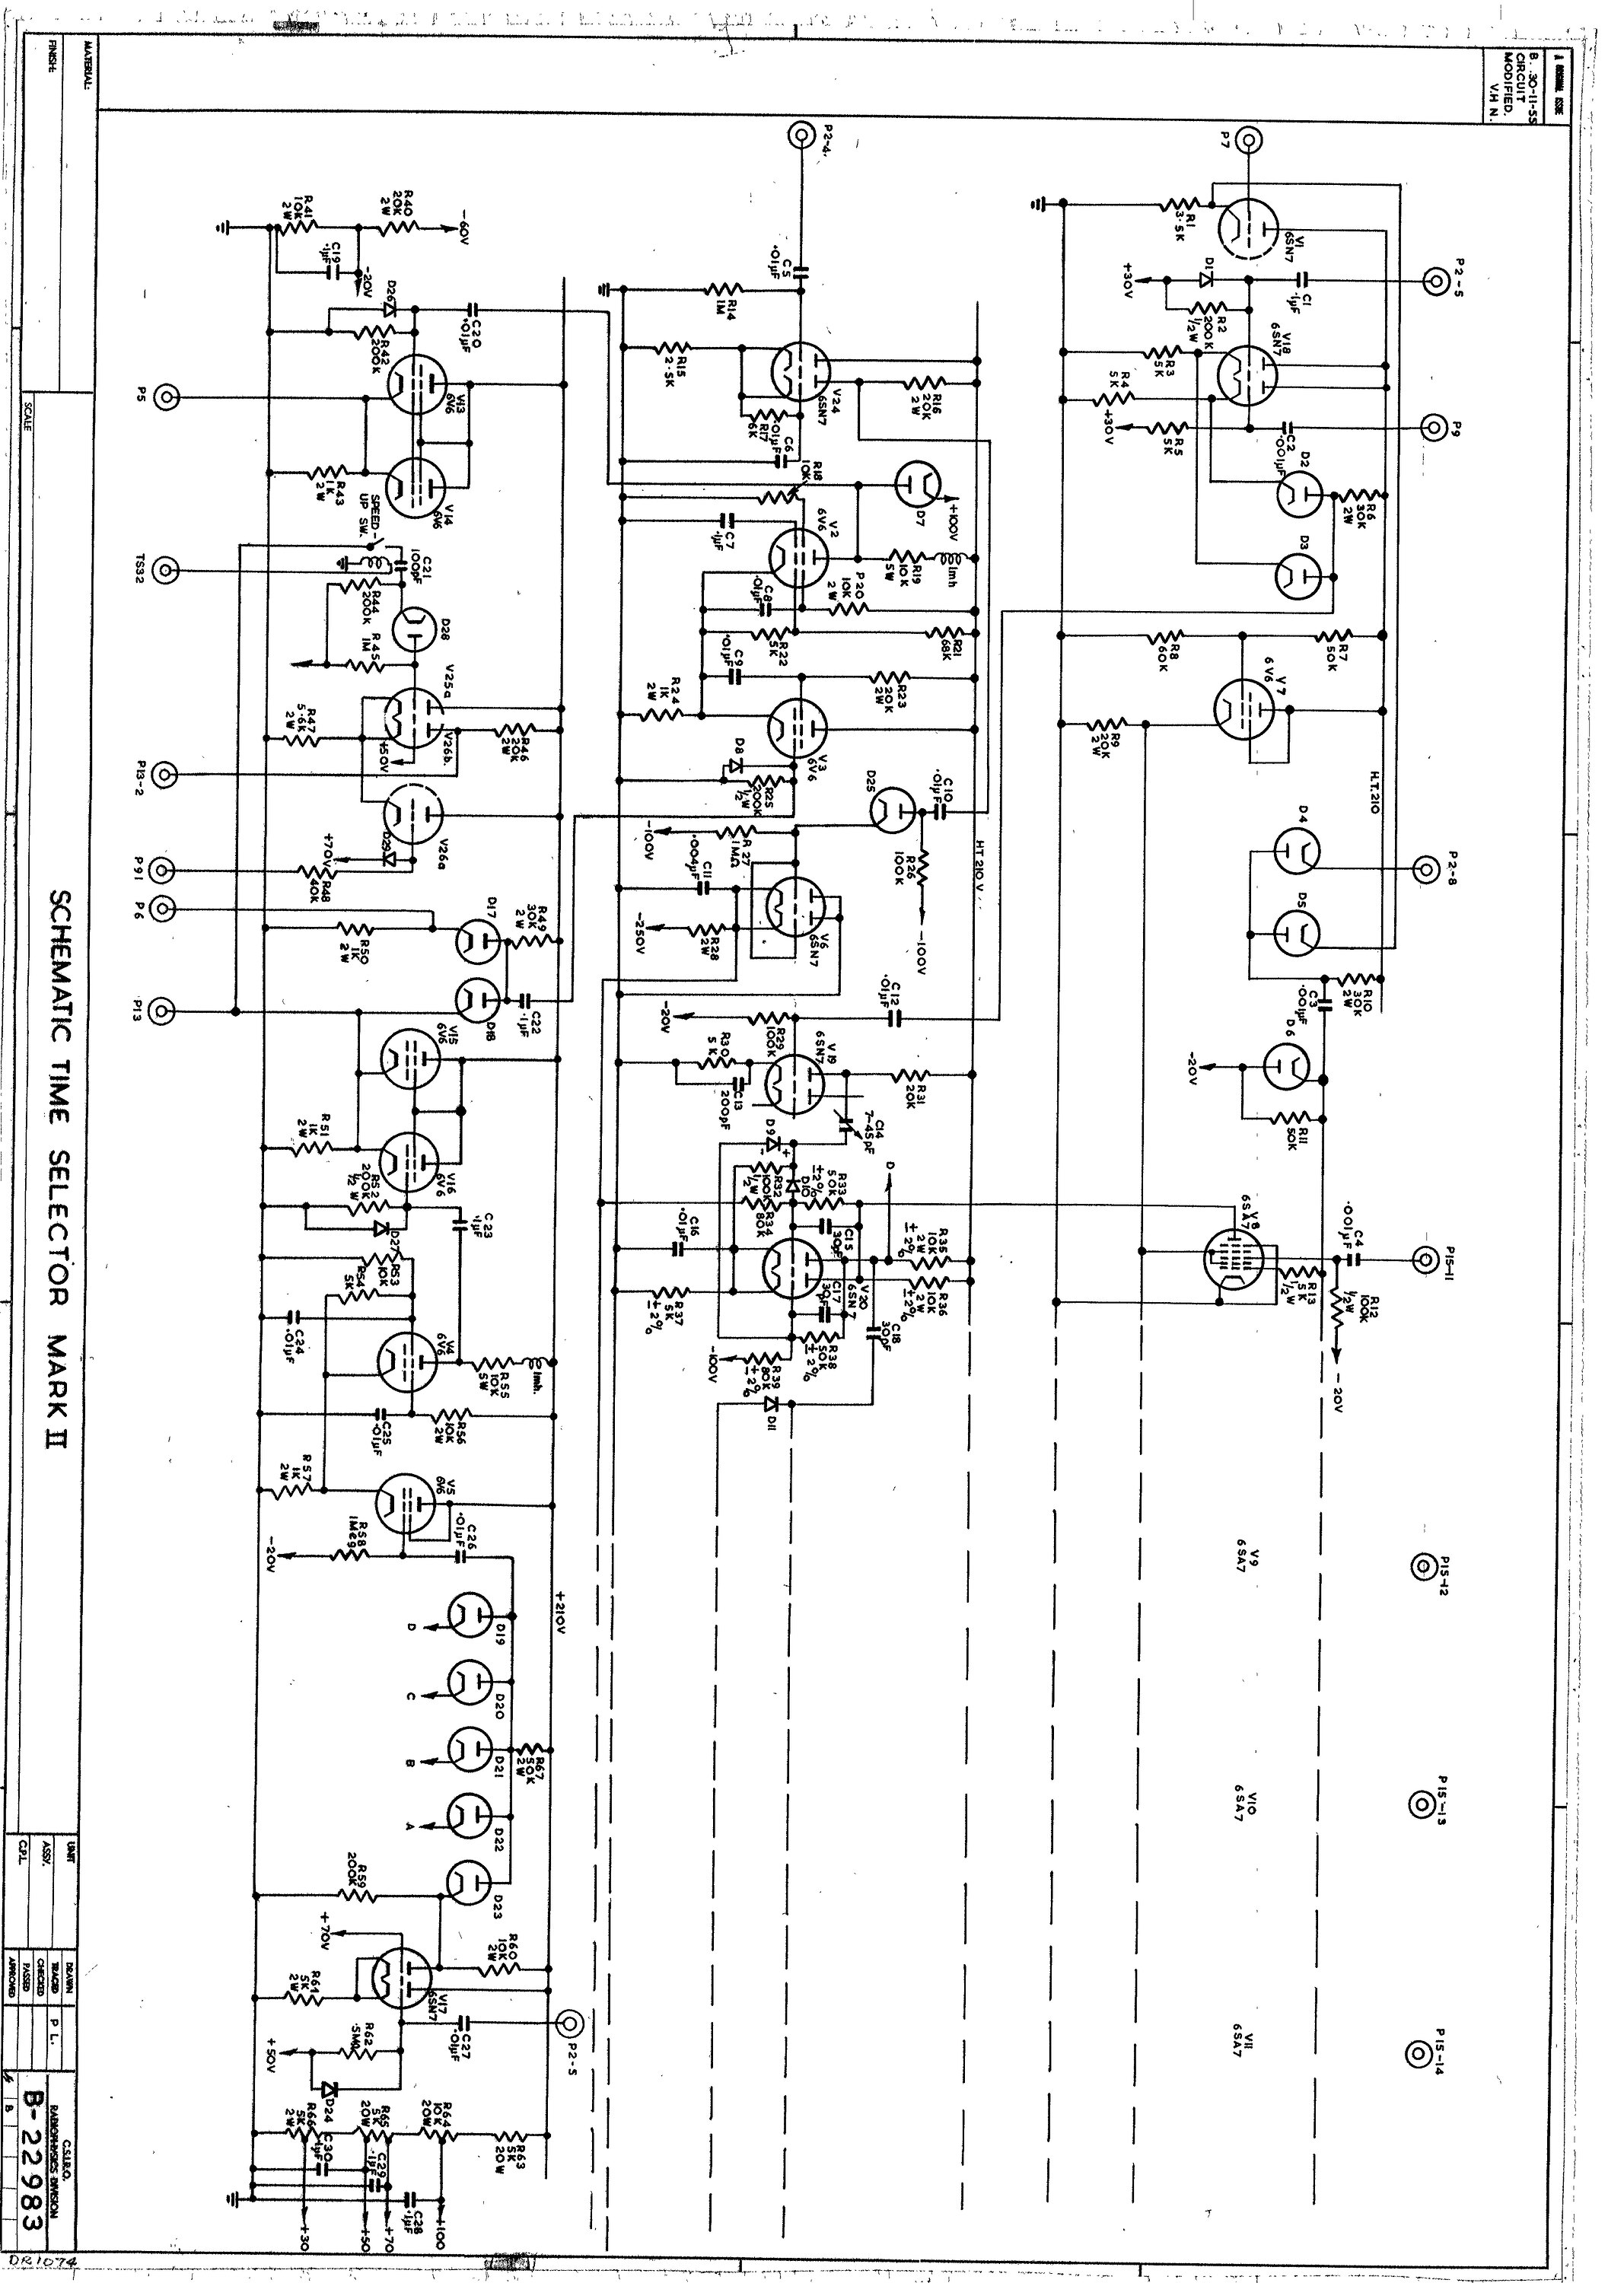 A ORIGINAL ISSUE
B. 30-11-55
CIRCUIT
MODIFIED.
V.H.N.
MATERIAL:
FINISH:
SCALE
P7
R1
3·5K
V1
6SN7
P2-5
C1
·1µF
D1
+30V
R2
200K
1/2W
V18
6SN7
R3
5K
R4
5K
P9
C2
·001µF
R5
5K
+30V
D2
R6
30K
2W
D3
R7
50K
R8
60K
V7
6V6
R9
20K
2W
H.T.210
D4
P2-8
D5
R10
30K
2W
C3
·001µF
D6
-20V
R11
50K
V8
6SA7
C4
·001µF
P15-11
R13
5K
1/2W
R12
100K
1/2W
-20V
V9
6SA7
P15-12
V10
6SA7
P15-13
V11
6SA7
P15-14
P2-4
C5
·01µF
R14
1M
R15
2·5K
V24
6SN7
R16
20K
2W
R17
6K
C6
·01µF
R18
10K
D7
+100V
C7
·1µF
V2
6V6
R19
10K
5W
1mh
P20
10K
2W
C8
·01µF
R21
68K
R22
5K
C9
·01µF
R23
20K
2W
R24
1K
2W
V3
6V6
D8
R25
200K
1/2W
D25
C10
·01µF
R26
100K
-100V
HT 210.V
R27
1MΩ
-100V
C11
·004µF
V6
6SN7
R28
2W
-250V
C12
·01µF
-20V
R29
100K
V19
6SN7
R30
5K
C13
200pF
R31
20K
C14
7-45pF
D9
+
D
R32
100K
1/2W
D10
R33
50K
±2%
R34
80K
C15
30pF
C16
·01µF
V20
6SN7
R35
10K
2W
±2%
R36
10K
2W
±2%
C17
30pF
R37
5K
±2%
C18
30pF
R38
50K
±2%
R39
80K
±2%
-100V
D11
-60V
R40
20K
2W
R41
10K
2W
C19
·1µF
-20V
D26
R42
200K
C20
·01µF
V13
6V6
P5
V14
6V6
R43
1K
2W
SPEED-
UP SW.
C21
100pF
TS32
R44
200K
D28
R45
1M
V25a
V26b.
R46
20K
2W
R47
5·6K
2W
+50V
P13-2
V26a
D29
+70V
R48
40K
P91
P6
D17
R49
30K
2W
R50
1K
2W
D18
C22
·1µF
P13
V15
6V6
V16
6V6
R51
1K
2W
R52
200K
1/2W
D27
C23
·1µF
R53
10K
R54
5K
C24
·01µF
V4
6V6
R55
10K
5W
1mh.
R56
10K
2W
C25
·01µF
R57
1K
2W
V5
6V6
C26
·01µF
R58
1Meg
-20V
+210V
D19
D
D20
C
D21
B
R67
50K
2W
D22
A
D23
R59
200K
+70V
R60
10K
2W
V17
6SN7
R61
5K
2W
C27
·01µF
P2-5
R62
·5MΩ
+50V
D24
R63
5K
20W
R64
10K
20W
R65
5K
20W
R66
5K
2W
C30
·1µF
C29
·1µF
C28
·1µF
+30
+50
+70
+100
SCHEMATIC TIME SELECTOR MARK II
UNIT
ASSY.
C.P.L.
DRAWN
TRACED
CHECKED
PASSED
APPROVED
P L.
C.S.I.R.O.
RADIOPHYSICS DIVISION
B-22983
B
DR1074